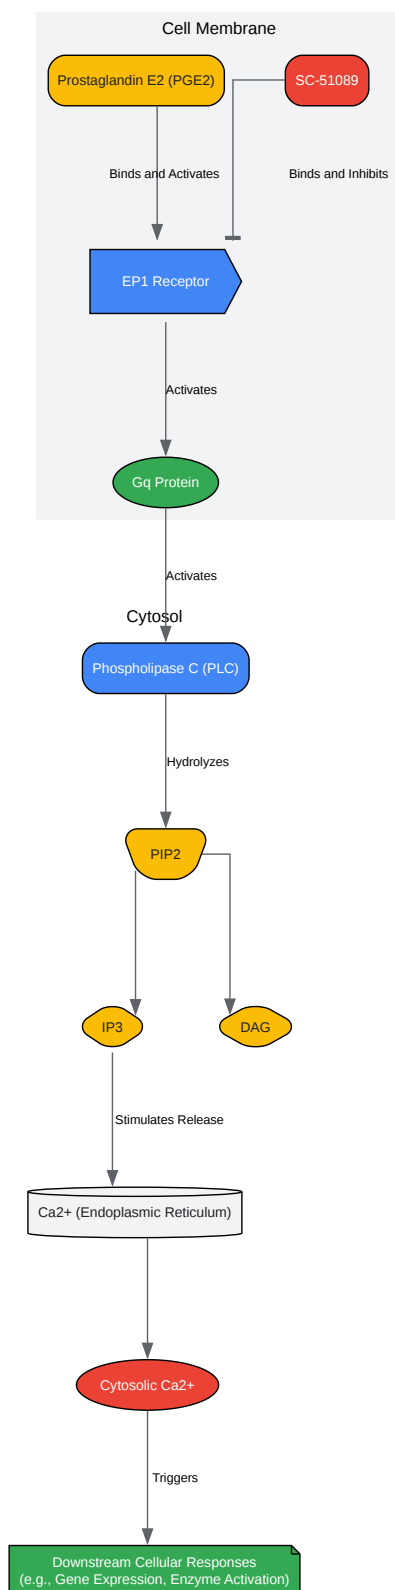 Cell Membrane
Prostaglandin E2 (PGE2)
SC-51089
Binds and Activates
Binds and Inhibits
EP1 Receptor
Activates
Gq Protein
Activates
Cytosol
Phospholipase C (PLC)
Hydrolyzes
PIP2
IP3
DAG
Stimulates Release
Ca2+ (Endoplasmic Reticulum)
Cytosolic Ca2+
Triggers
Downstream Cellular Responses
(e.g., Gene Expression, Enzyme Activation)